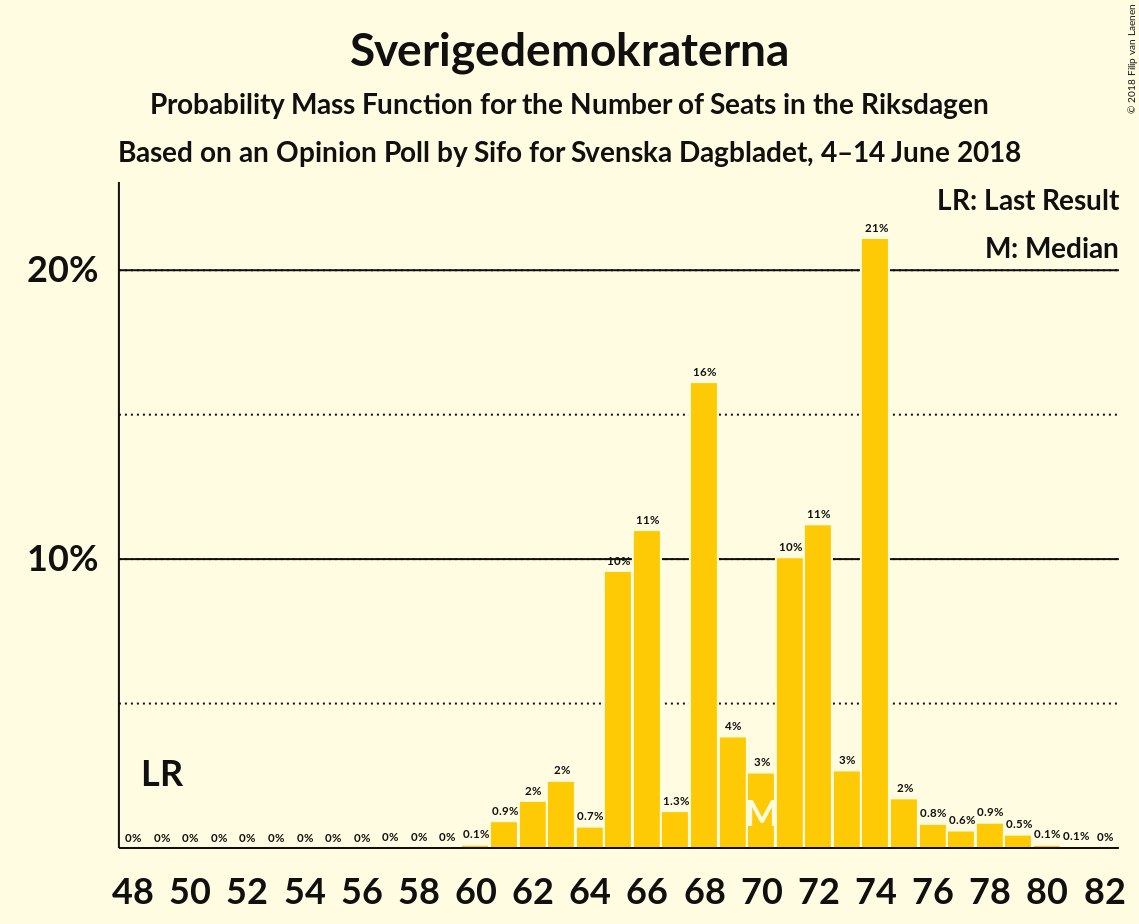 Sverigedemokraterna
Probability Mass Function for the Number of Seats in the Riksdagen
Based on an Opinion Poll by Sifo for Svenska Dagbladet, 4–14 June 2018
© 2018 Filip van Laenen
LR: Last Result
M: Median
20%
10%
LR
M
0% 0% 0% 0% 0% 0% 0% 0% 0% 0% 0% 0% 0.1% 0.9% 2% 2% 0.7% 10% 11% 1.3% 16% 4% 3% 10% 11% 3% 21% 2% 0.8% 0.6% 0.9% 0.5% 0.1% 0.1% 0%
48 50 52 54 56 58 60 62 64 66 68 70 72 74 76 78 80 82